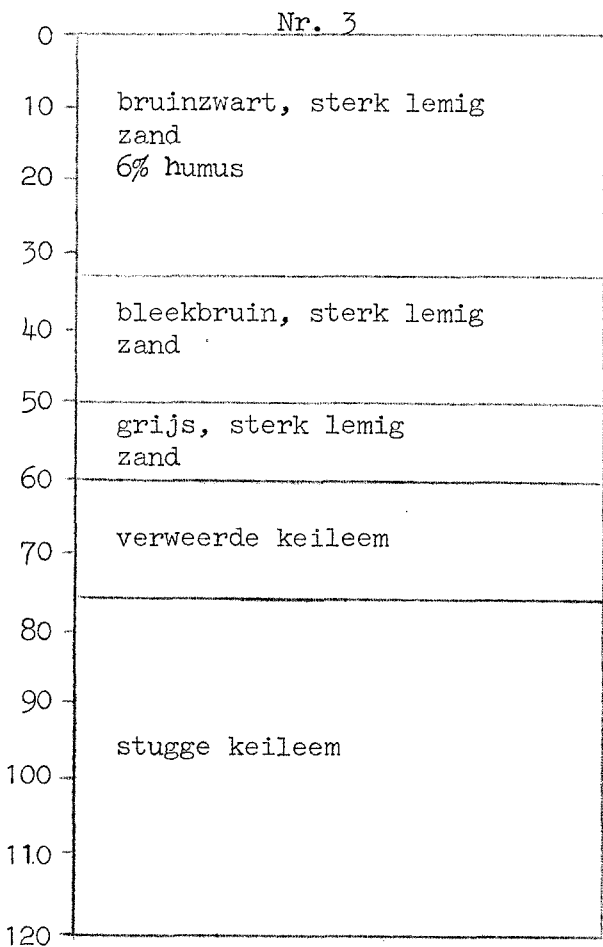 Nr. 3
0
10
bruinzwart, sterk lemig
zand
6% humus
20
30
bleekbruin, sterk lemig
40
zand
50
grijs, sterk lemig
zand
60
verweerde keileem
70
80
90
stugge keileem
100
110
120